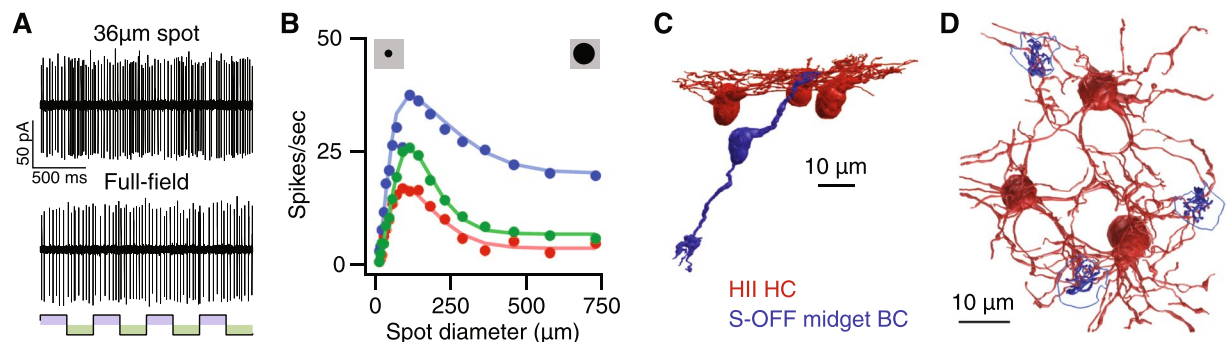 A
36µm spot
50 pA
500 ms
Full-field
B
50
25
0
Spikes/sec
0
250
500
750
Spot diameter (µm)
C
10 µm
HII HC
S-OFF midget BC
D
10 µm